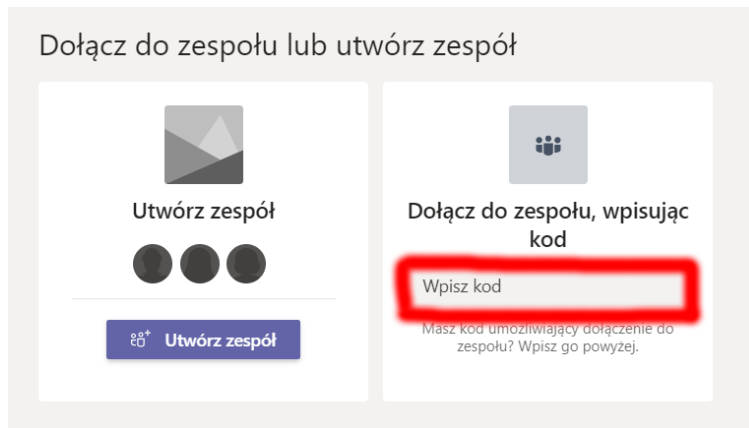 Dołącz do zespołu lub utwórz zespół
Utwórz zespół
Utwórz zespół
Dołącz do zespołu, wpisując
kod
Wpisz kod
Masz kod umożliwiający dołączenie do
zespołu? Wpisz go powyżej.